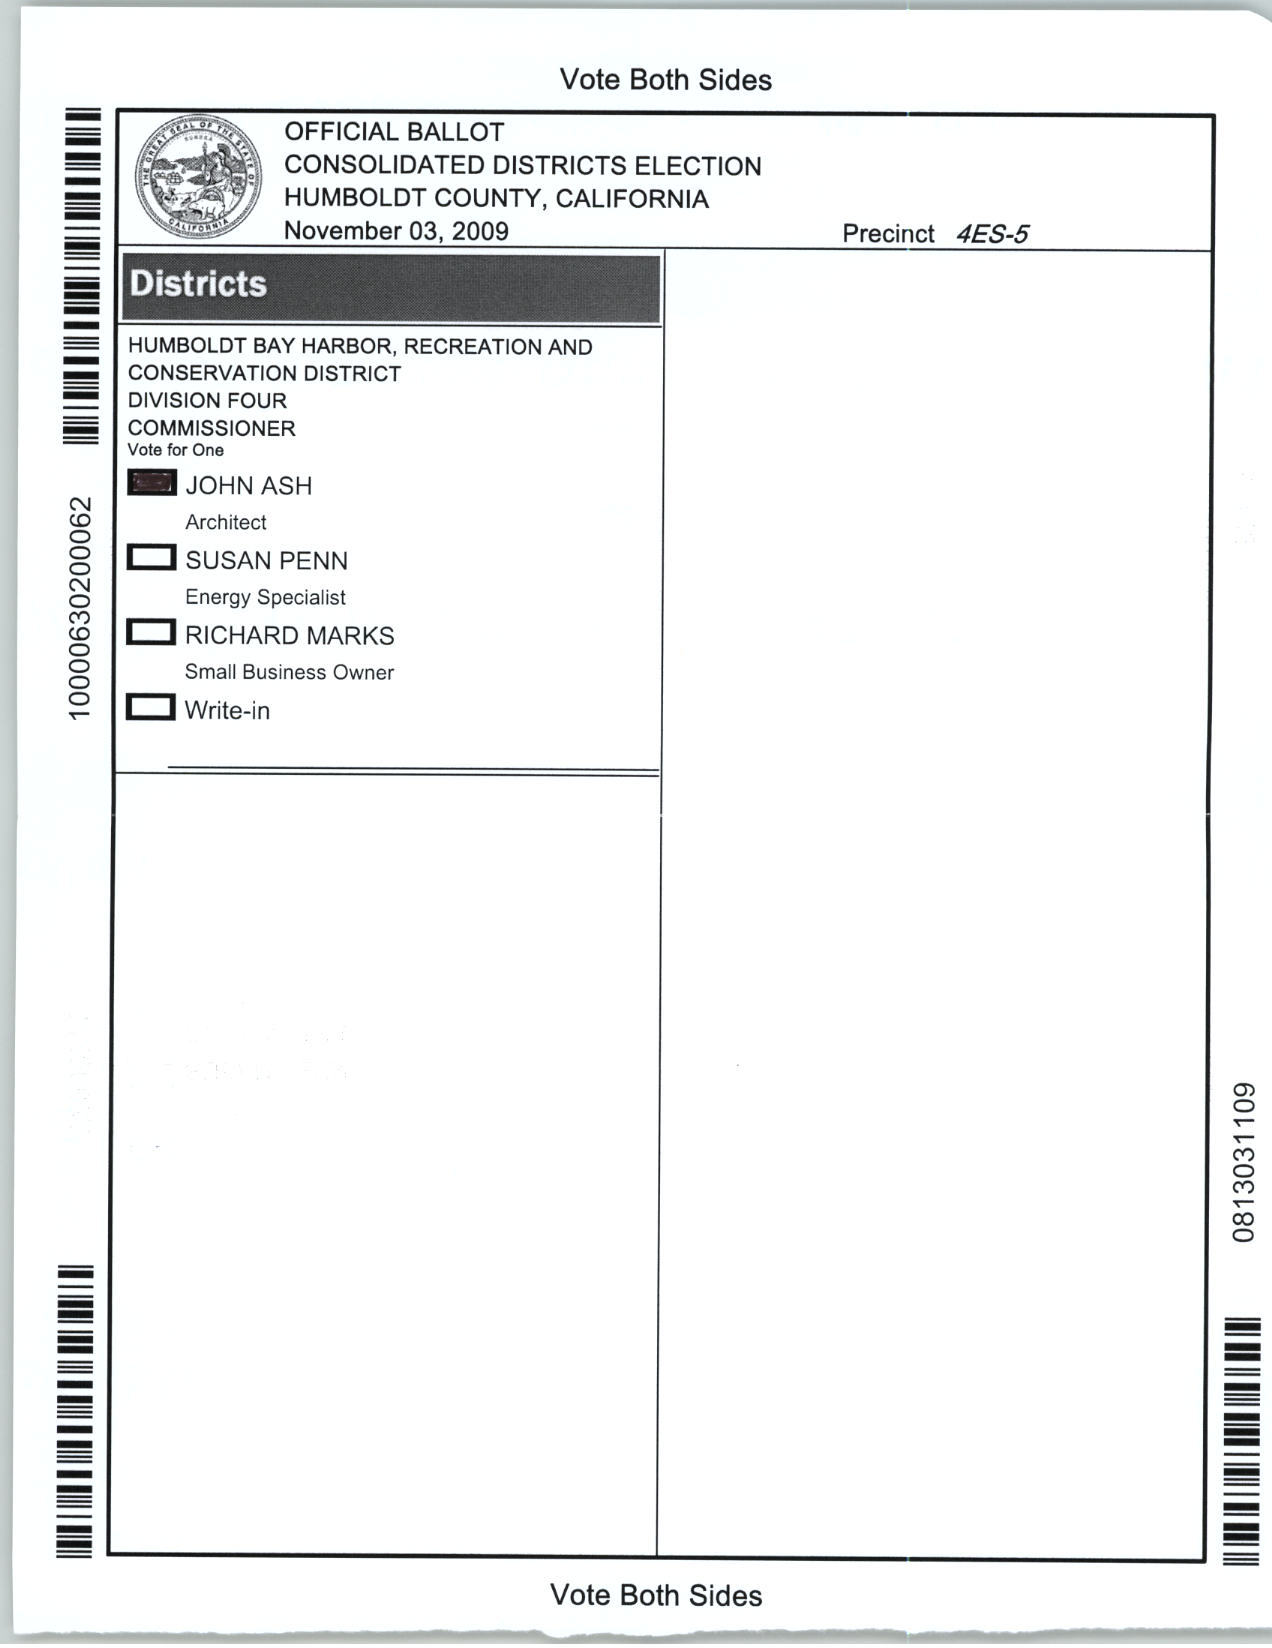 Vote Both Sides
THE GREAT SEAL OF THE STATE OF CALIFORNIA
EUREKA
OFFICIAL BALLOT
CONSOLIDATED DISTRICTS ELECTION
HUMBOLDT COUNTY, CALIFORNIA
November 03, 2009
Precinct 4ES-5
Districts
HUMBOLDT BAY HARBOR, RECREATION AND
CONSERVATION DISTRICT
DIVISION FOUR
COMMISSIONER
Vote for One
JOHN ASH
Architect
SUSAN PENN
Energy Specialist
RICHARD MARKS
Small Business Owner
Write-in
10000630200062
0813031109
Vote Both Sides